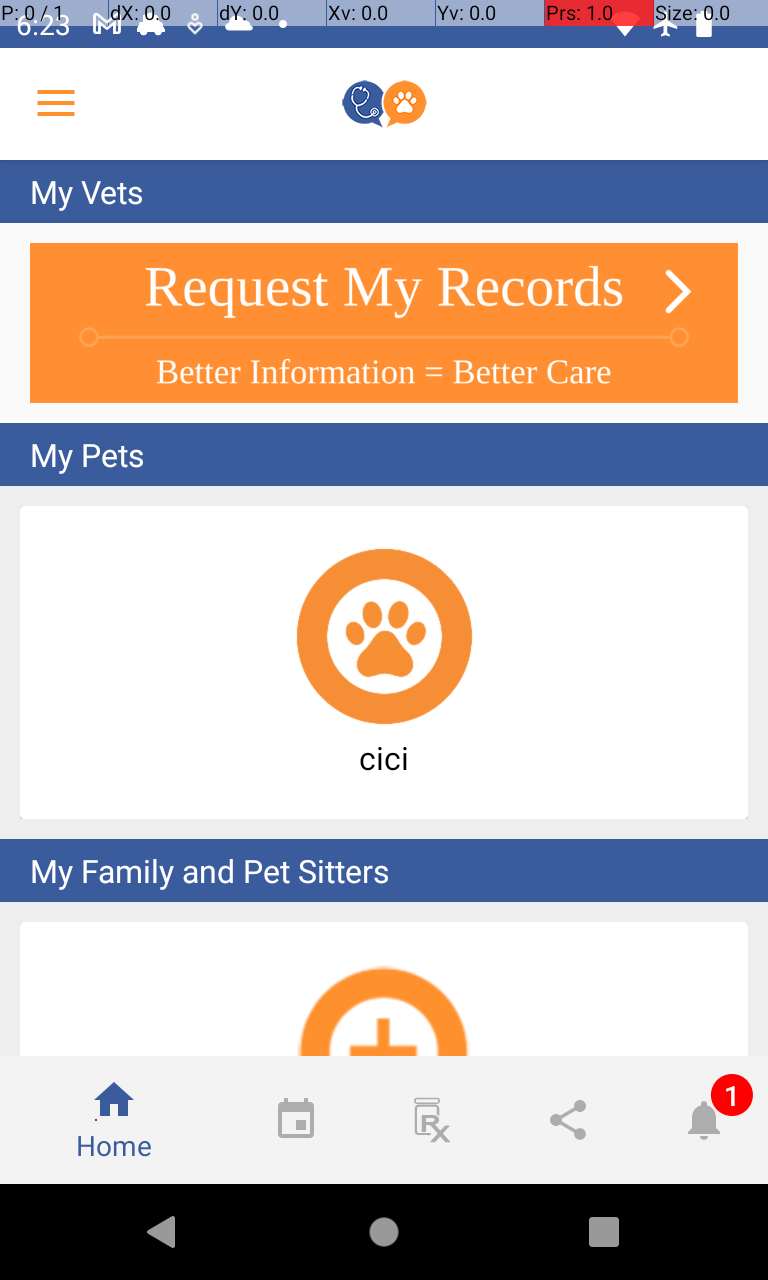 P: 0 / 1 dX: 0.0 dY: 0.0 Xv: 0.0 Yv: 0.0 Prs: 1.0 Size: 0.0
6:23
My Vets
Request My Records
Better Information = Better Care
My Pets
cici
My Family and Pet Sitters
Rx
1
Home